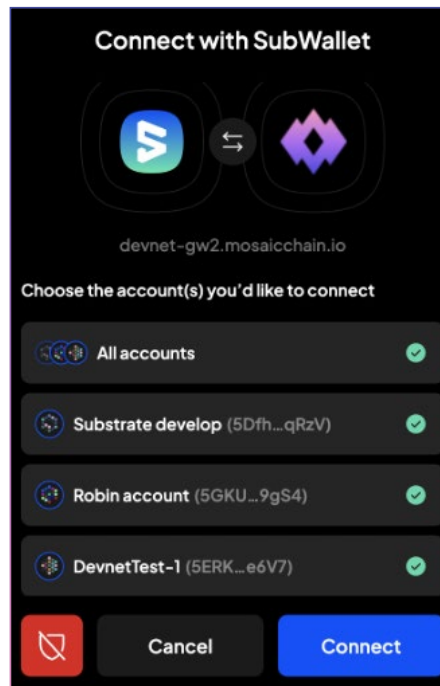 Connect with SubWallet
devnet-gw2.mosaicchain.io
Choose the account(s) you'd like to connect
All accounts
Substrate develop (5Dfh...qRzV)
Robin account (5GKU...9gS4)
DevnetTest-1 (5ERK...e6V7)
Cancel
Connect